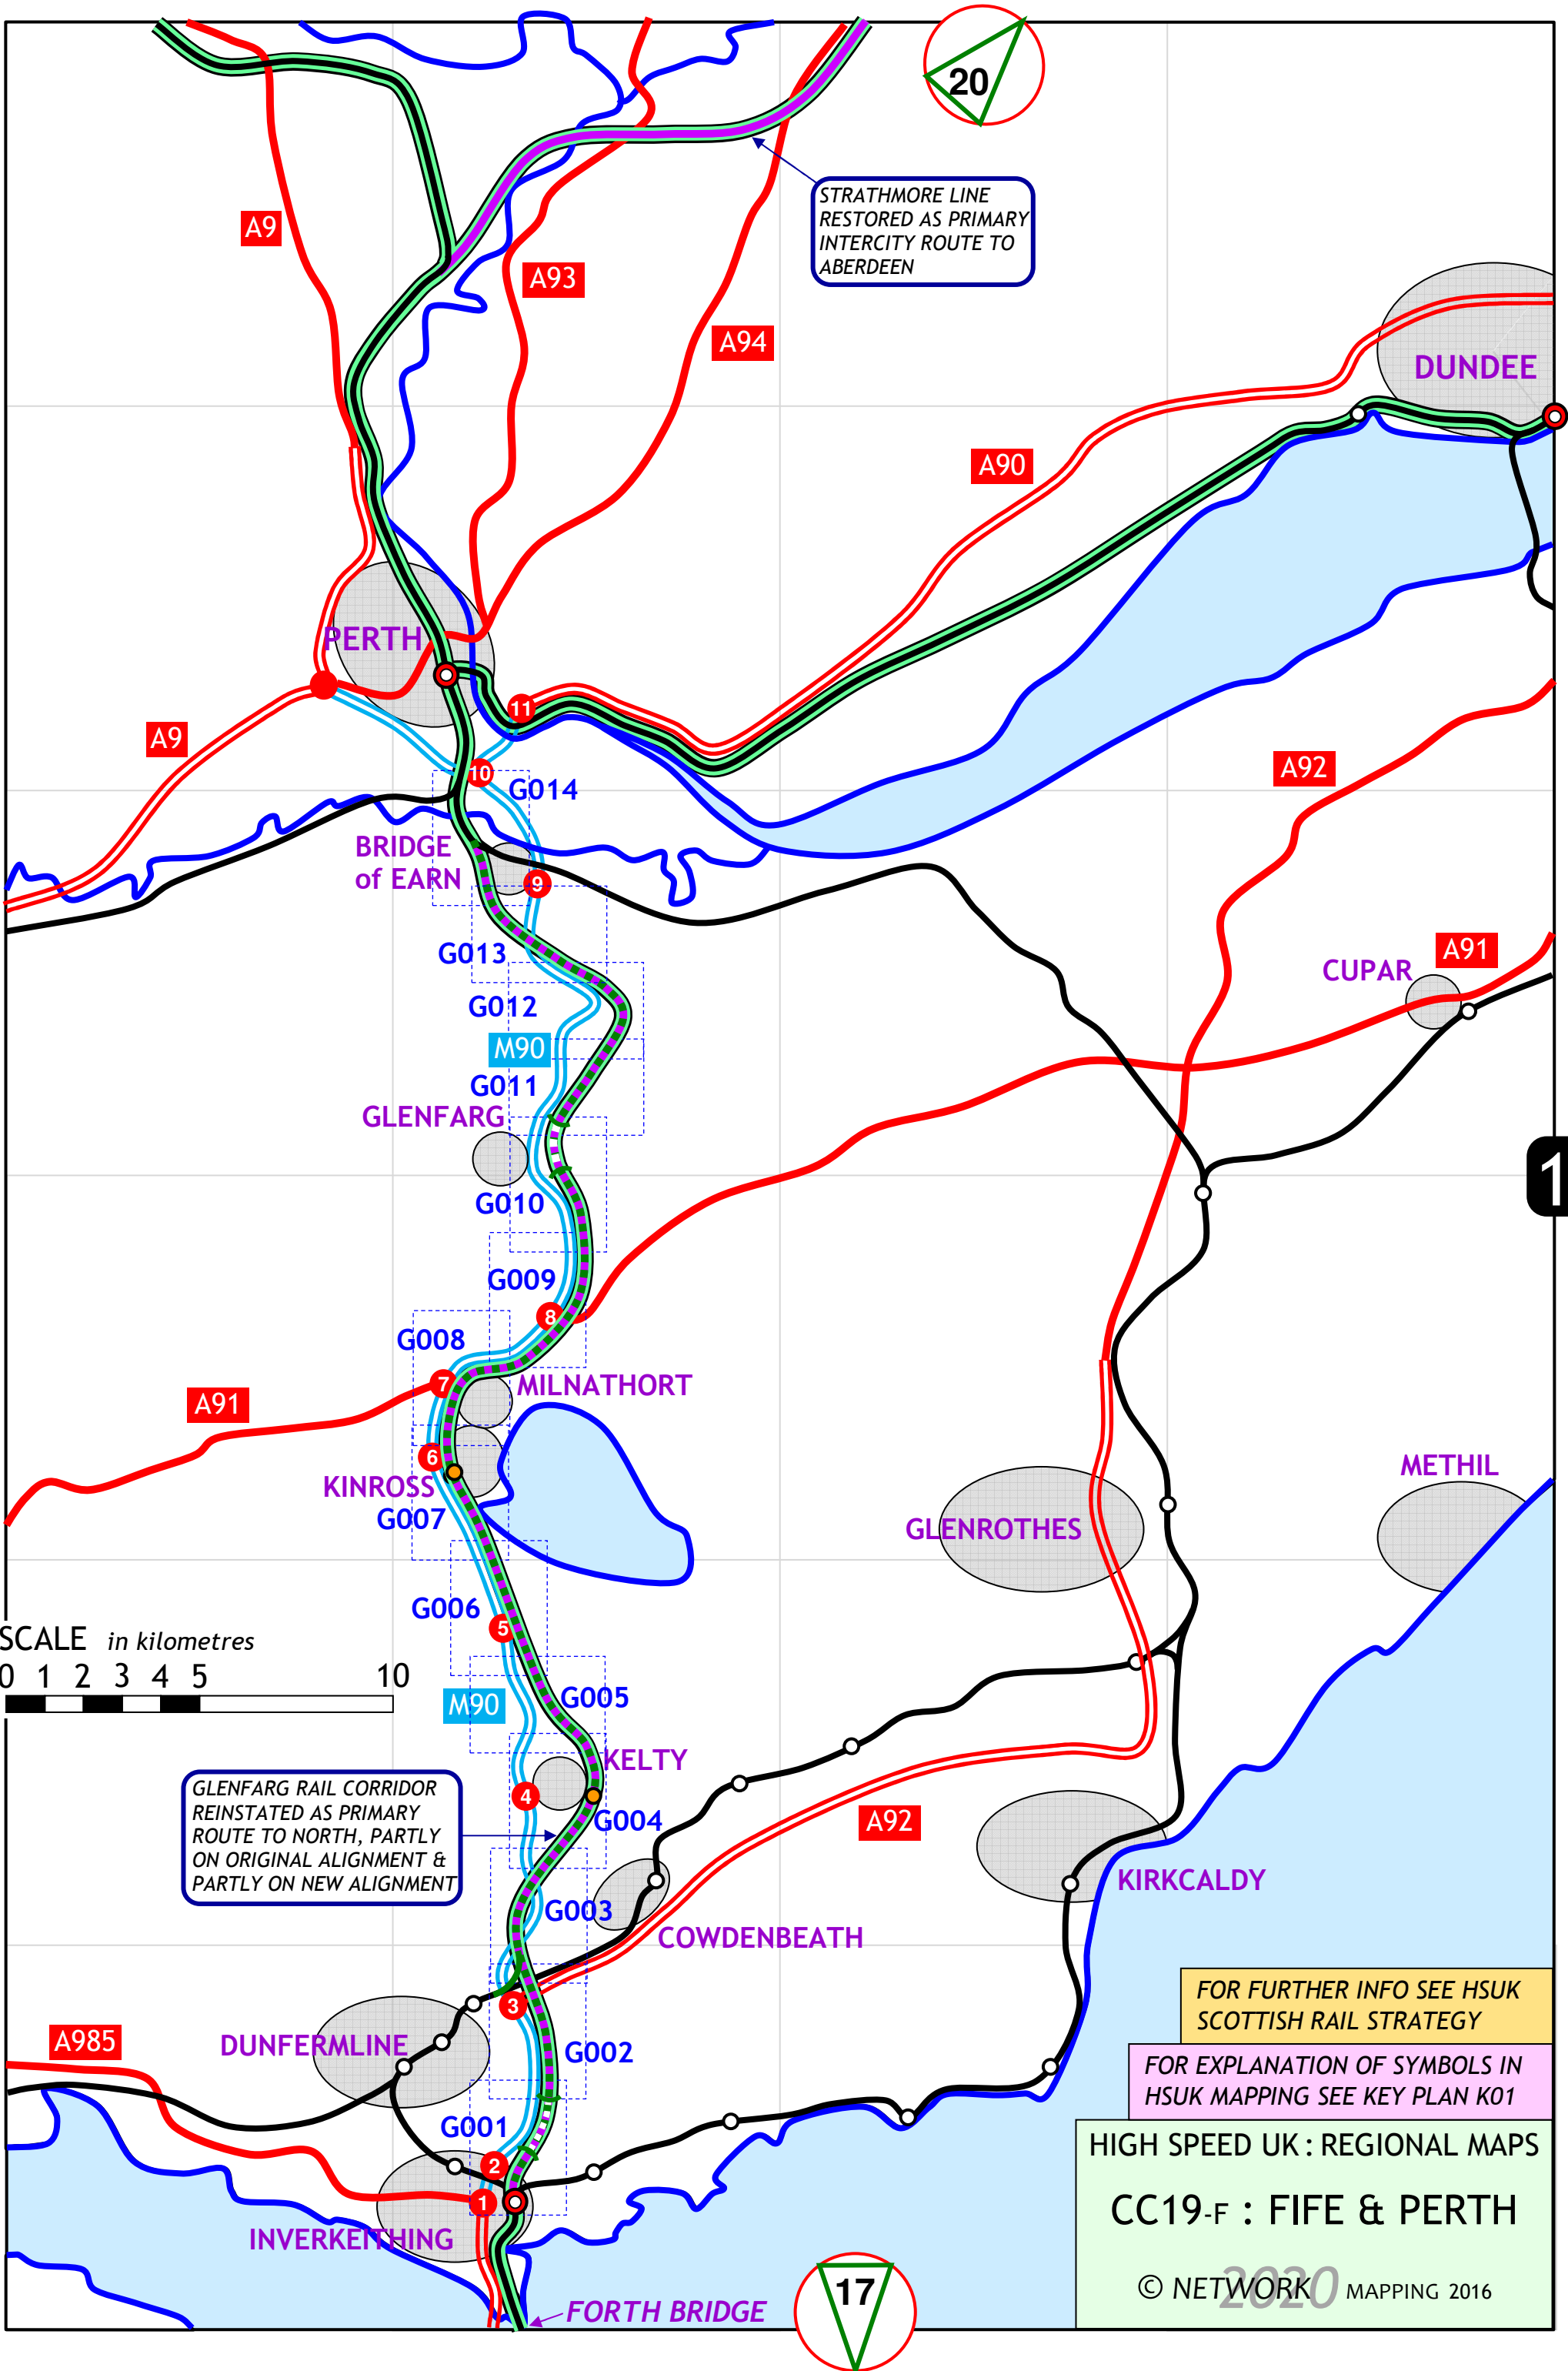 20
STRATHMORE LINE
RESTORED AS PRIMARY
INTERCITY ROUTE TO
ABERDEEN
A9
A93
A94
DUNDEE
A90
PERTH
11
A9
10
G014
A92
BRIDGE
of EARN
9
G013
A91
CUPAR
G012
M90
G011
GLENFARG
1
G010
G009
8
G008
7
MILNATHORT
A91
6
KINROSS
METHIL
G007
GLENROTHES
G006
5
SCALE in kilometres
0 1 2 3 4 5 10
M90
G005
KELTY
4
GLENFARG RAIL CORRIDOR
REINSTATED AS PRIMARY
ROUTE TO NORTH, PARTLY
ON ORIGINAL ALIGNMENT &
PARTLY ON NEW ALIGNMENT
G004
A92
KIRKCALDY
G003
COWDENBEATH
3
FOR FURTHER INFO SEE HSUK
SCOTTISH RAIL STRATEGY
A985
DUNFERMLINE
G002
FOR EXPLANATION OF SYMBOLS IN
HSUK MAPPING SEE KEY PLAN K01
G001
2
1
HIGH SPEED UK : REGIONAL MAPS
CC19-F : FIFE & PERTH
INVERKEITHING
© NETWORK 2020 MAPPING 2016
17
FORTH BRIDGE